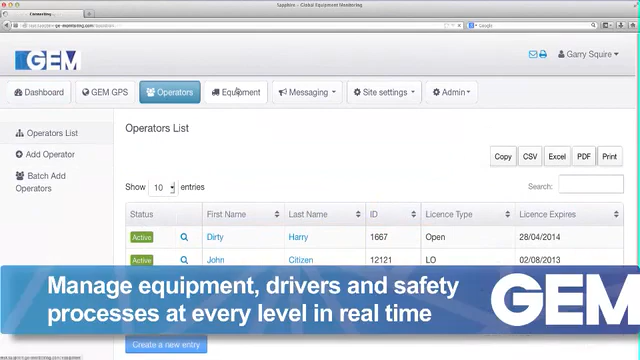 Sapphire - Global Equipment Monitoring
Connecting...
Google
GEM
Garry Squire
Dashboard
GEM GPS
Operators
Equipment
Messaging
Site settings
Admin
Operators List
Add Operator
Batch Add
Operators
Operators List
Copy
CSV
Excel
PDF
Print
Show 10 entries
Search:
Status
First Name
Last Name
ID
Licence Type
Licence Expires
Active
Dirty
Harry
1667
Open
28/04/2014
Active
John
Citizen
12121
LO
02/08/2013
Manage equipment, drivers and safety
processes at every level in real time
GEM
Create a new entry